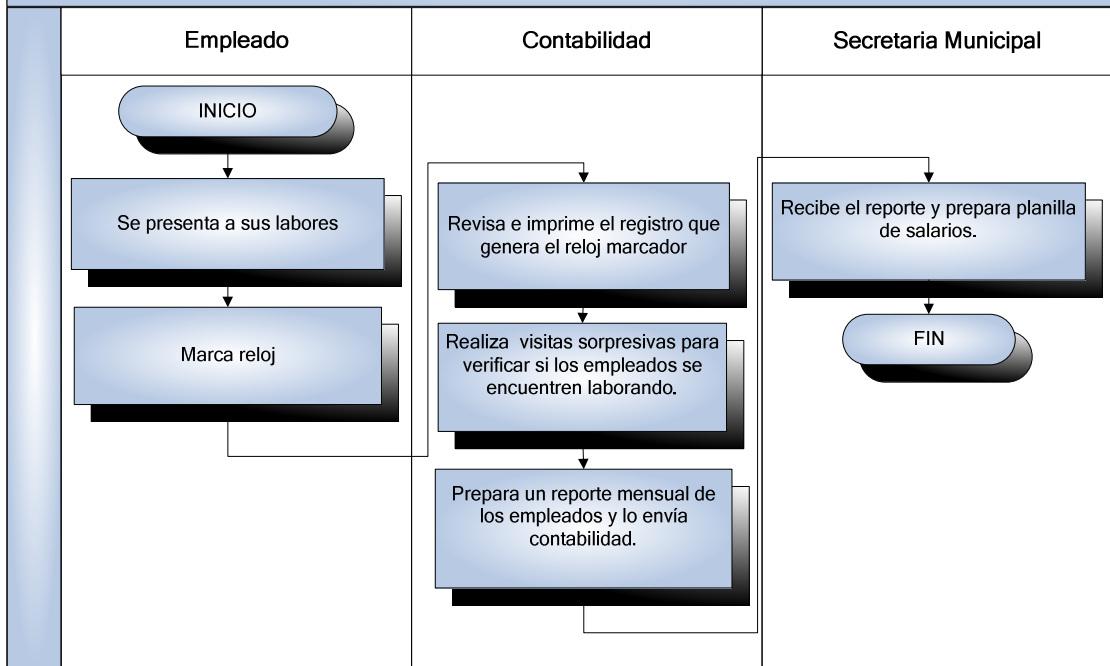 Empleado
Contabilidad
Secretaria Municipal
INICIO
Se presenta a sus labores
Marca reloj
Revisa e imprime el registro que
genera el reloj marcador
Realiza visitas sorpresivas para
verificar si los empleados se
encuentren laborando.
Prepara un reporte mensual de
los empleados y lo envía
contabilidad.
Recibe el reporte y prepara planilla
de salarios.
FIN